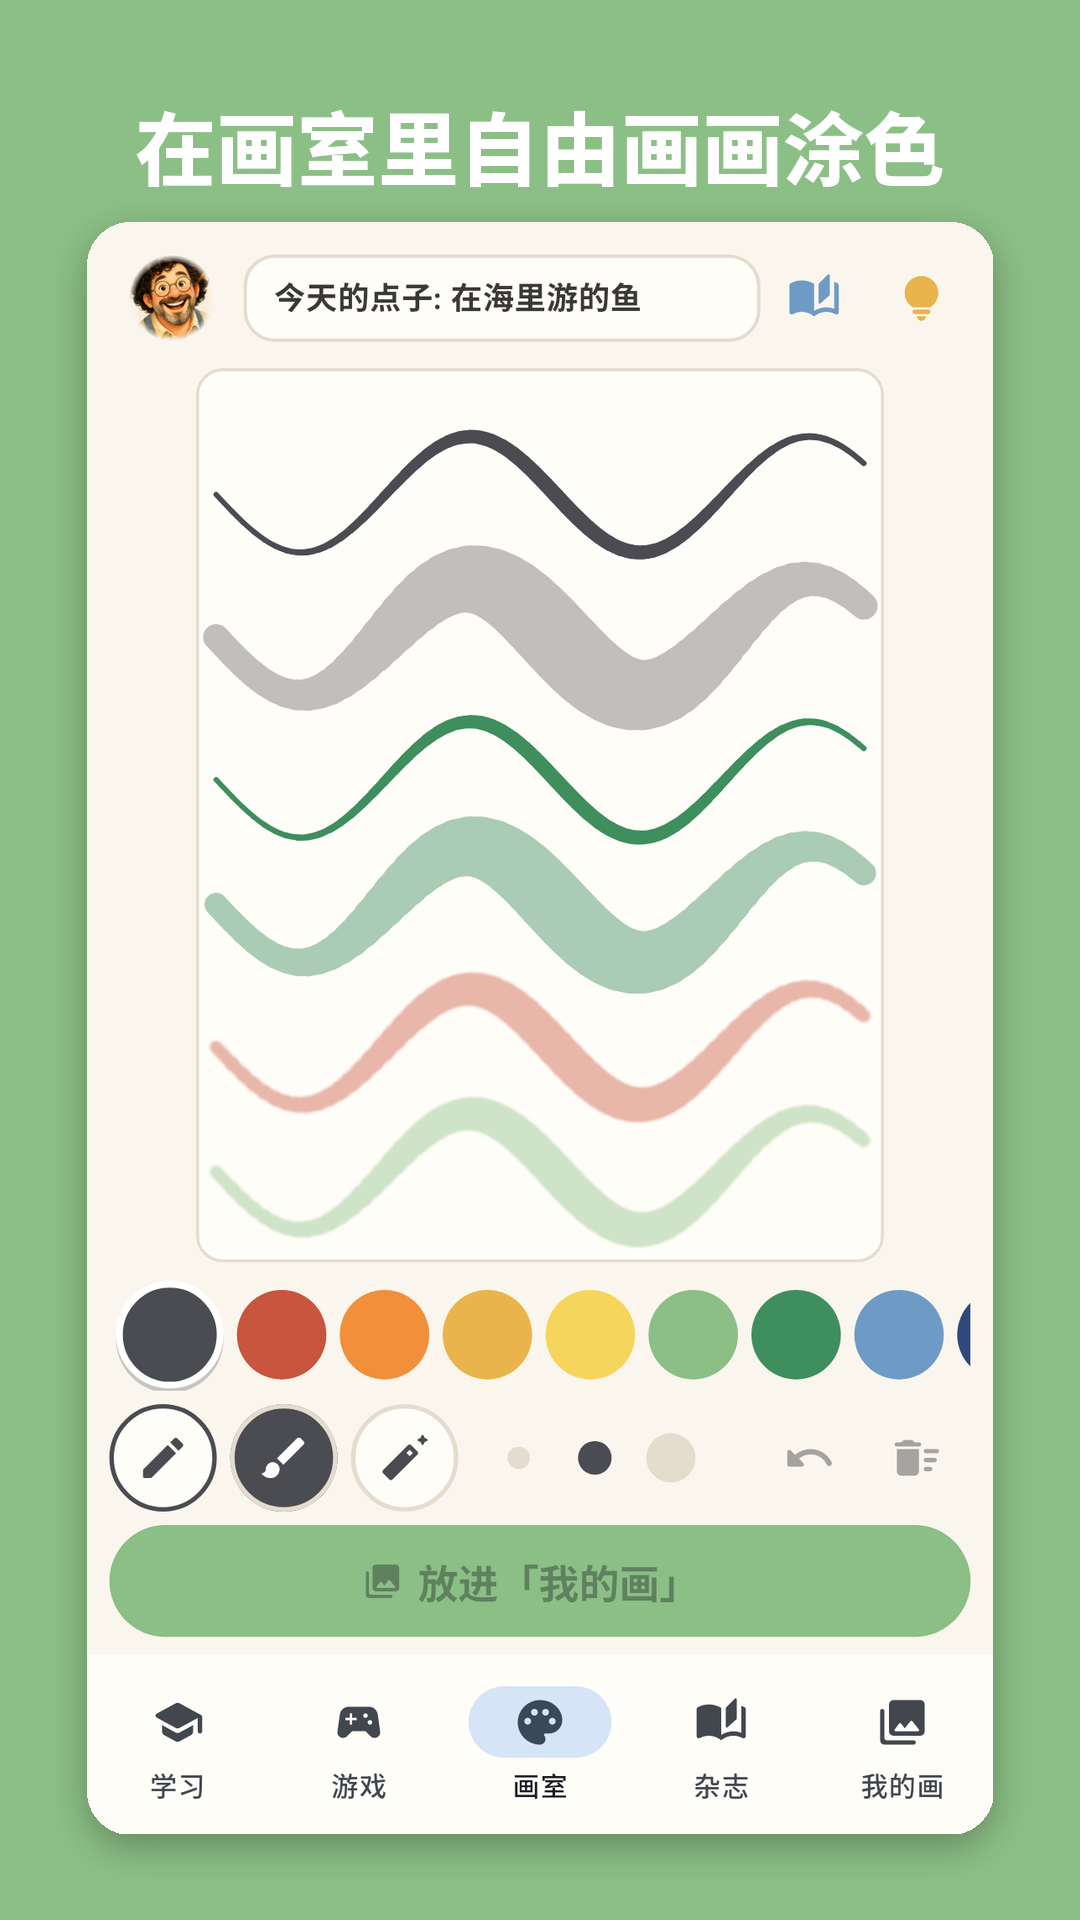 在画室里自由画画涂色
今天的点子: 在海里游的鱼
放进「我的画」
学习
游戏
画室
杂志
我的画